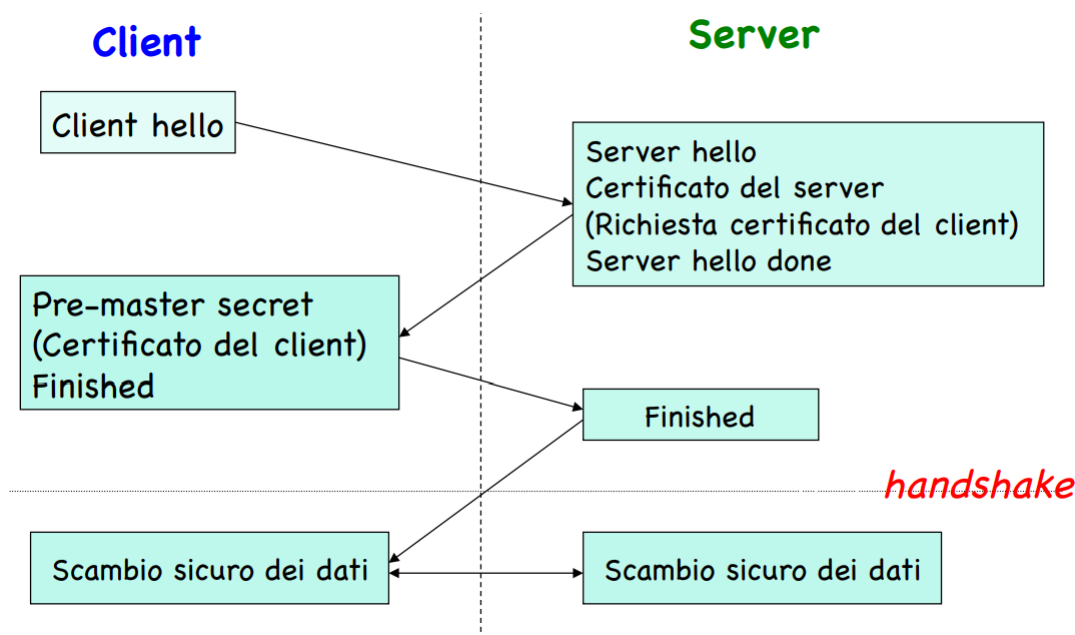 Client
Server
Client hello
Server hello
Certificato del server
(Richiesta certificato del client)
Server hello done
Pre-master secret
(Certificato del client)
Finished
Finished
handshake
Scambio sicuro dei dati
Scambio sicuro dei dati